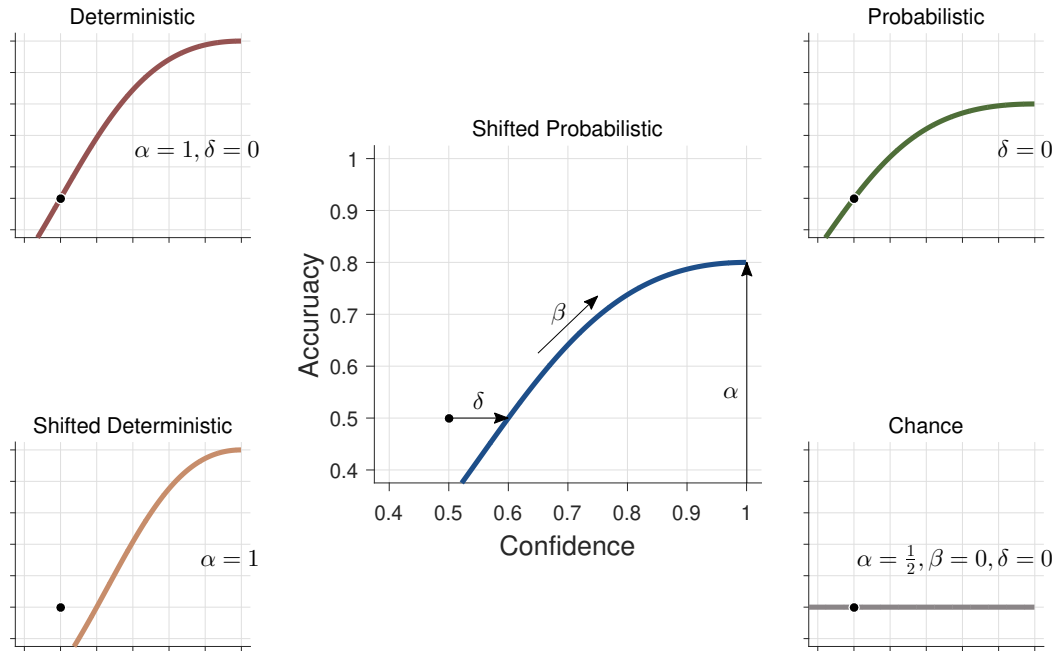 Deterministic
α = 1, δ = 0
Probabilistic
δ = 0
Shifted Probabilistic
1
0.9
0.8
0.7
0.6
0.5
0.4
Accuruacy
β
δ
α
0.4 0.5 0.6 0.7 0.8 0.9 1
Confidence
Shifted Deterministic
α = 1
Chance
α = 1/2, β = 0, δ = 0